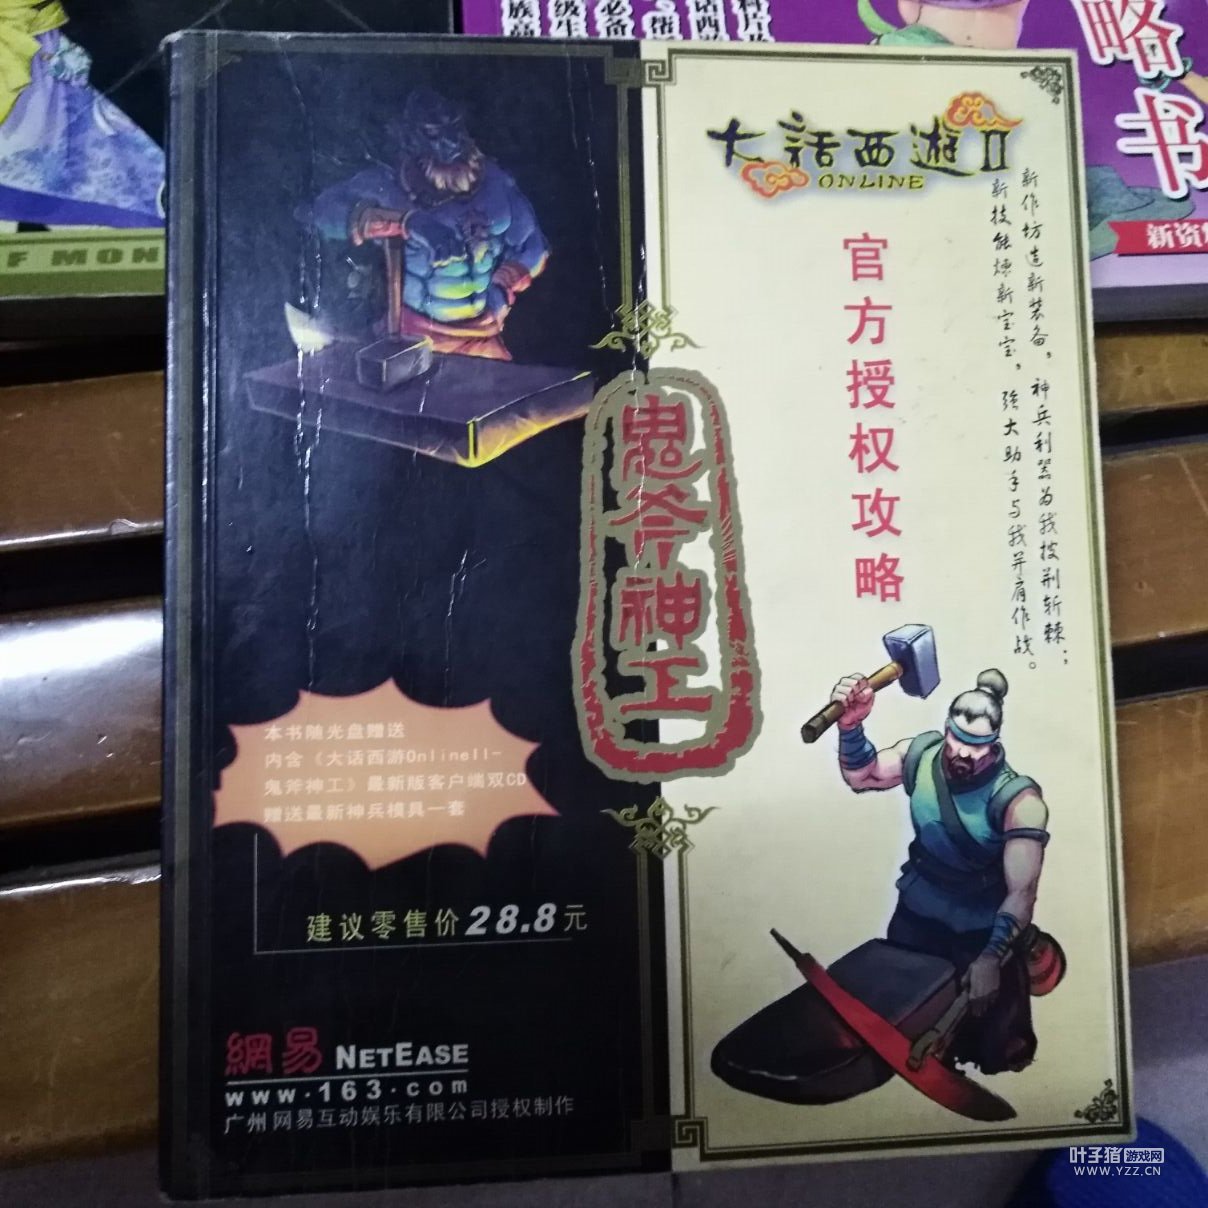 略
书
新资
F MON
大話西遊II
ONLINE
新作坊造新装备，神兵利器为我披荆斩棘；
新技能炼新宝宝，强大助手与我并肩作战。
官方授权攻略
鬼斧神工
本书随光盘赠送
内含《大话西游OnlineII-
鬼斧神工》最新版客户端双CD
赠送最新神兵模具一套
建议零售价28.8元
網易 NETEASE
www.163.com
广州网易互动娱乐有限公司授权制作
叶子猪游戏网
WWW.YZZ.CN